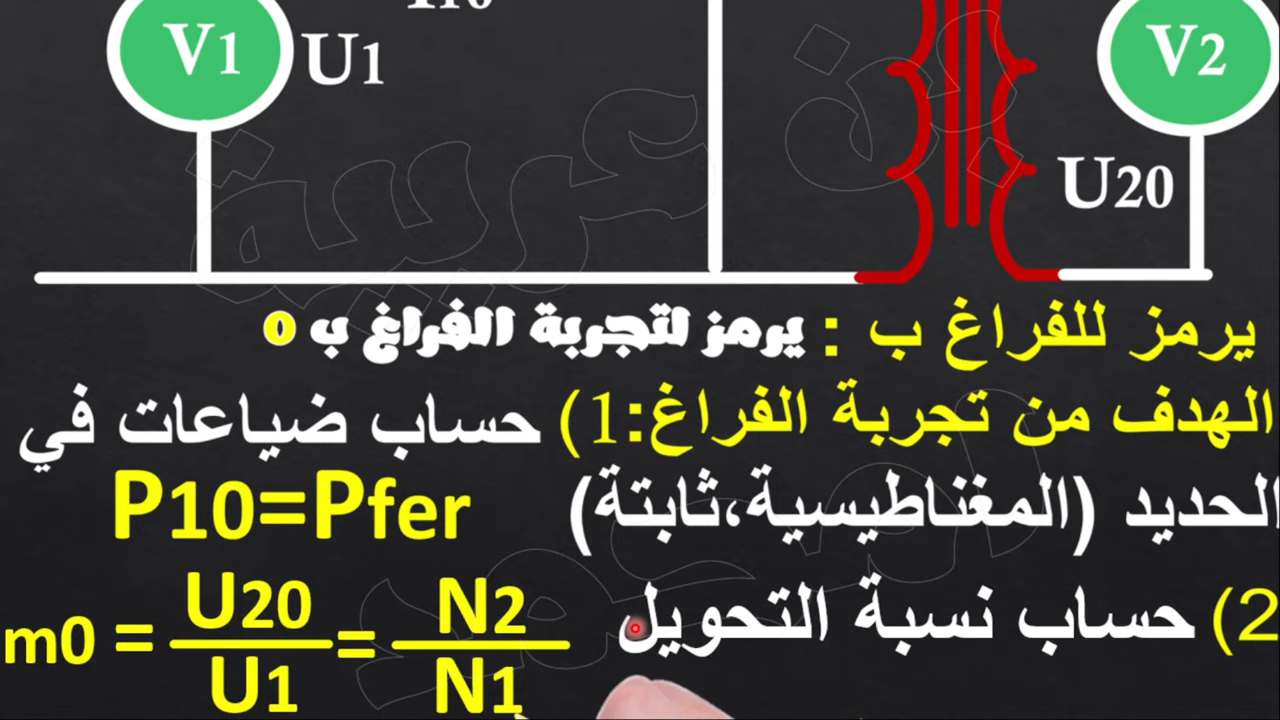 V1
U1
V2
U20
يرمز للفراغ ب : يرمز لتجربة الفراغ ب 0
الهدف من تجربة الفراغ:1) حساب ضياعات في
الحديد (المغناطيسية،ثابتة) P10=Pfer
2) حساب نسبة التحويل m0 = U20/U1 = N2/N1